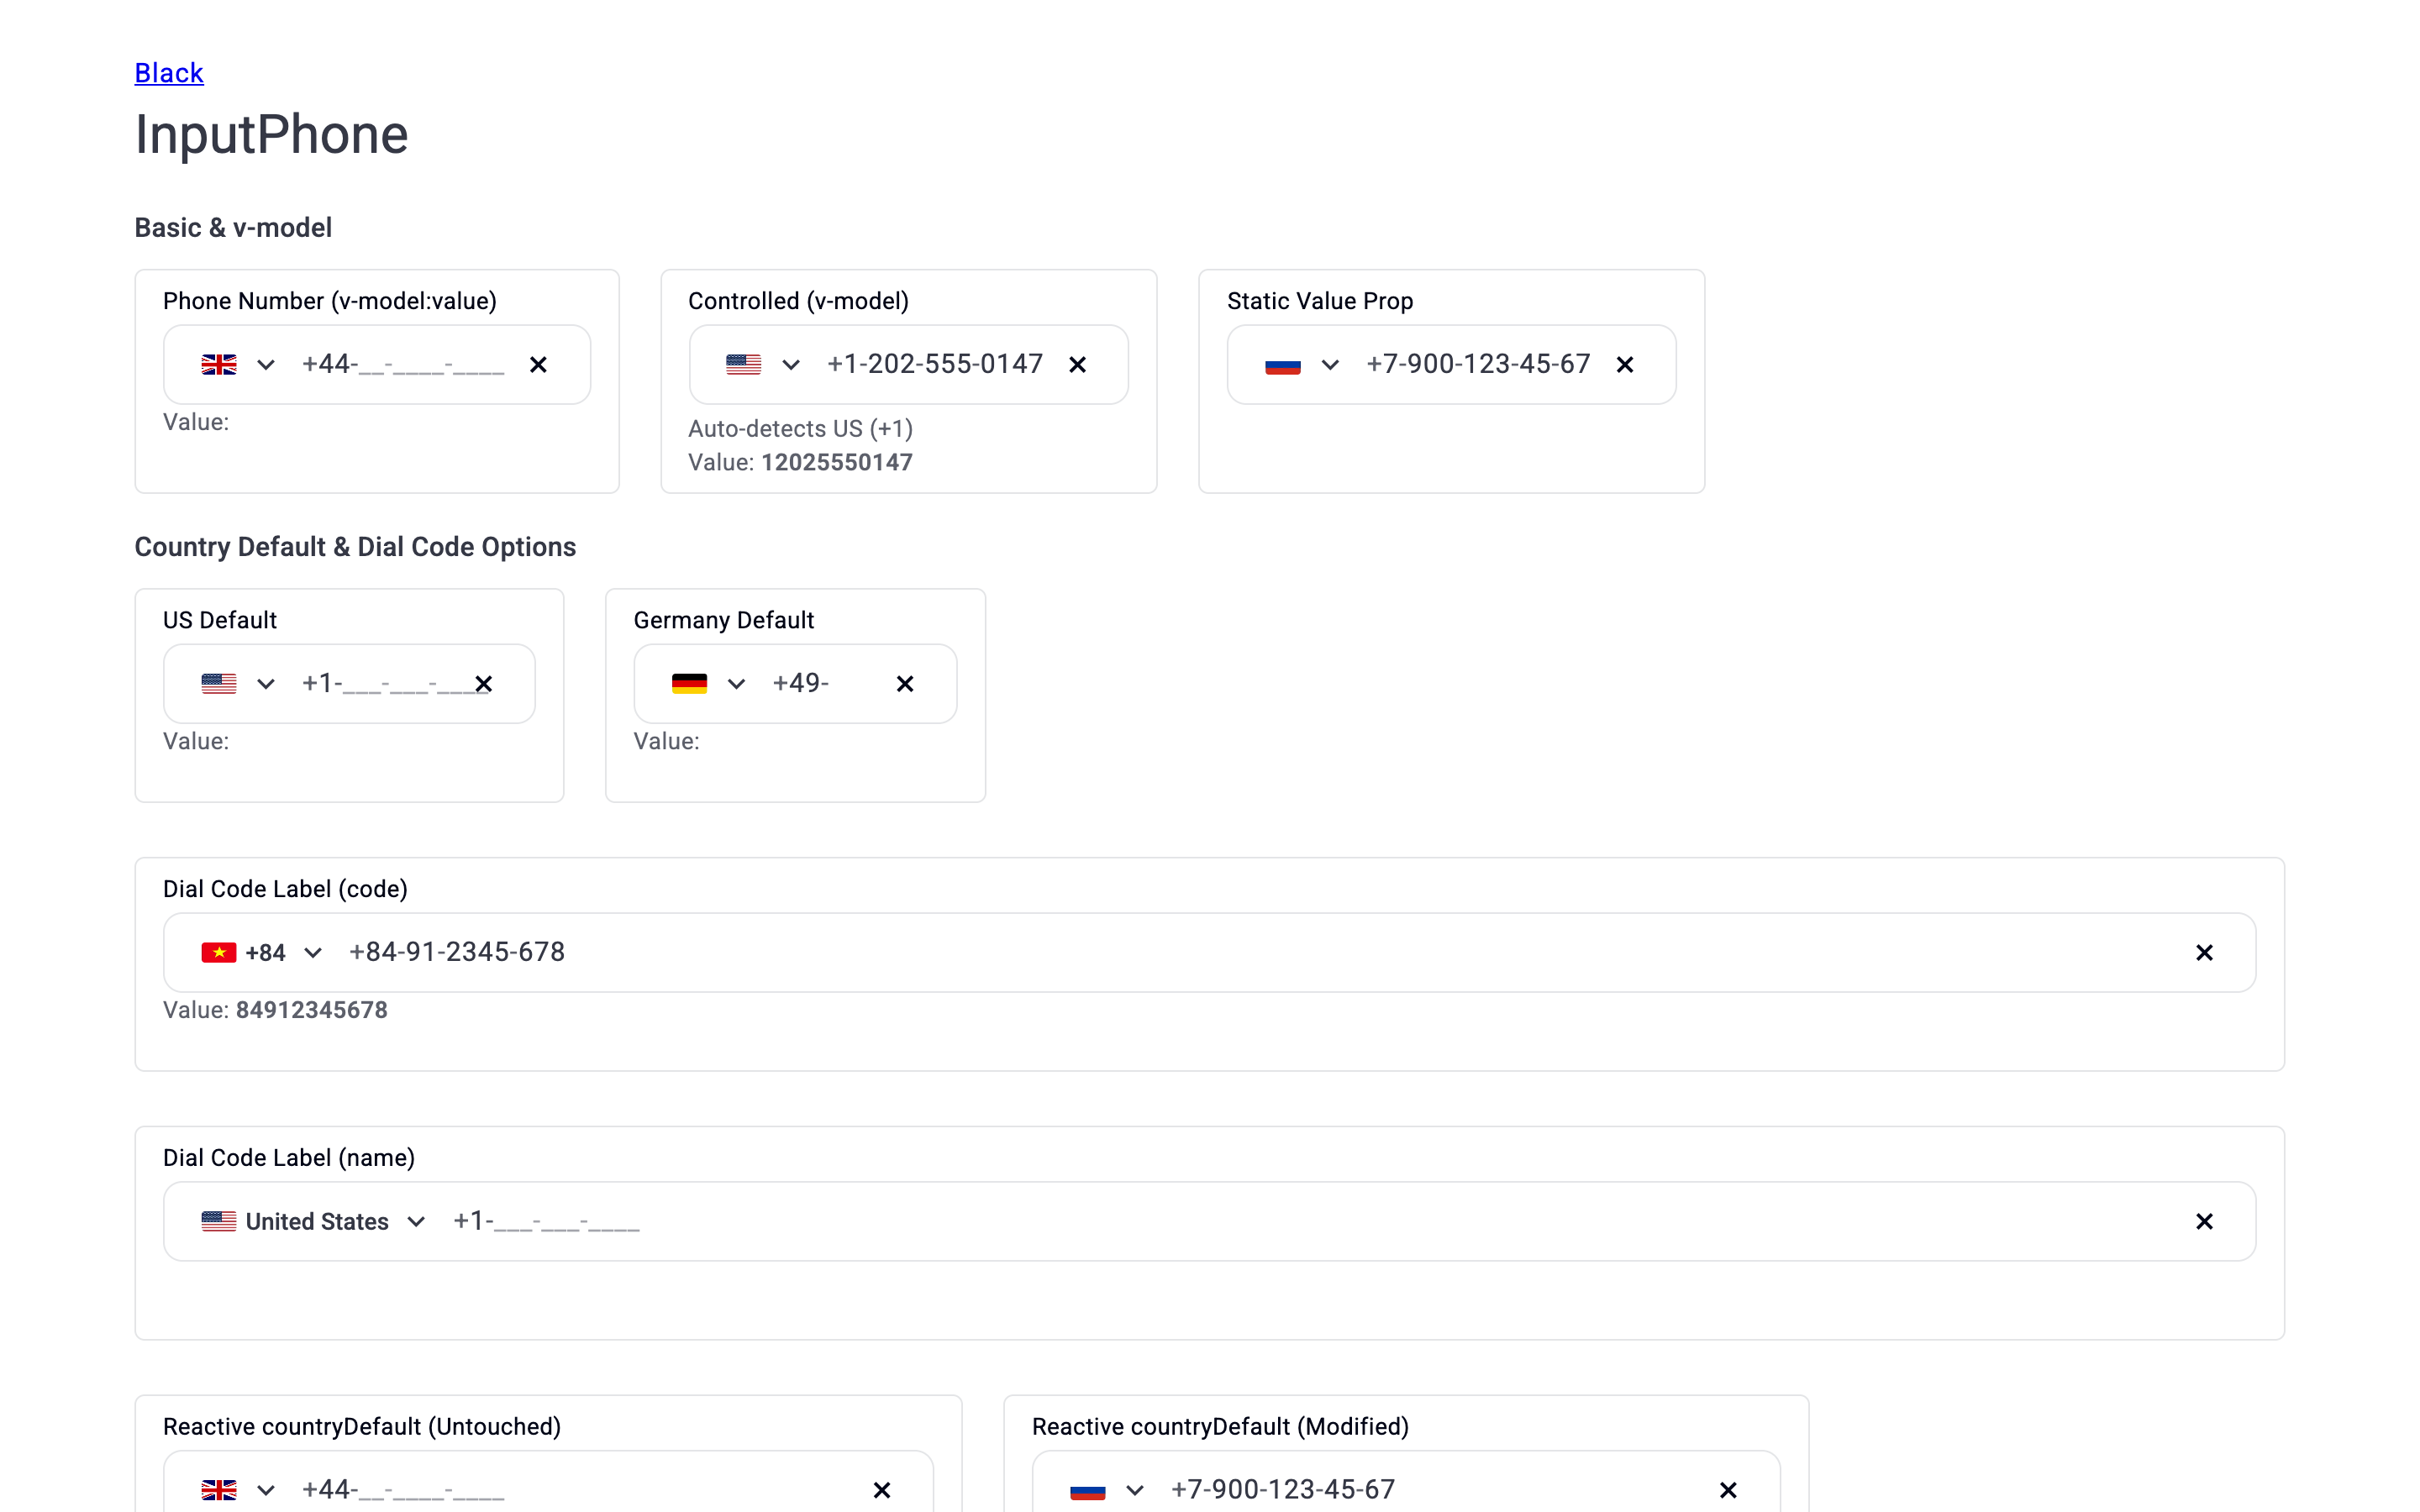 Black
InputPhone
Basic & v-model
Phone Number (v-model:value)
+44-__-____-____
Value:
Controlled (v-model)
+1-202-555-0147
Auto-detects US (+1)
Value: 12025550147
Static Value Prop
+7-900-123-45-67
Country Default & Dial Code Options
US Default
+1-___-___-____
Value:
Germany Default
+49-
Value:
Dial Code Label (code)
+84 +84-91-2345-678
Value: 84912345678
Dial Code Label (name)
United States +1-___-___-____
Reactive countryDefault (Untouched)
+44-__-____-____
Reactive countryDefault (Modified)
+7-900-123-45-67